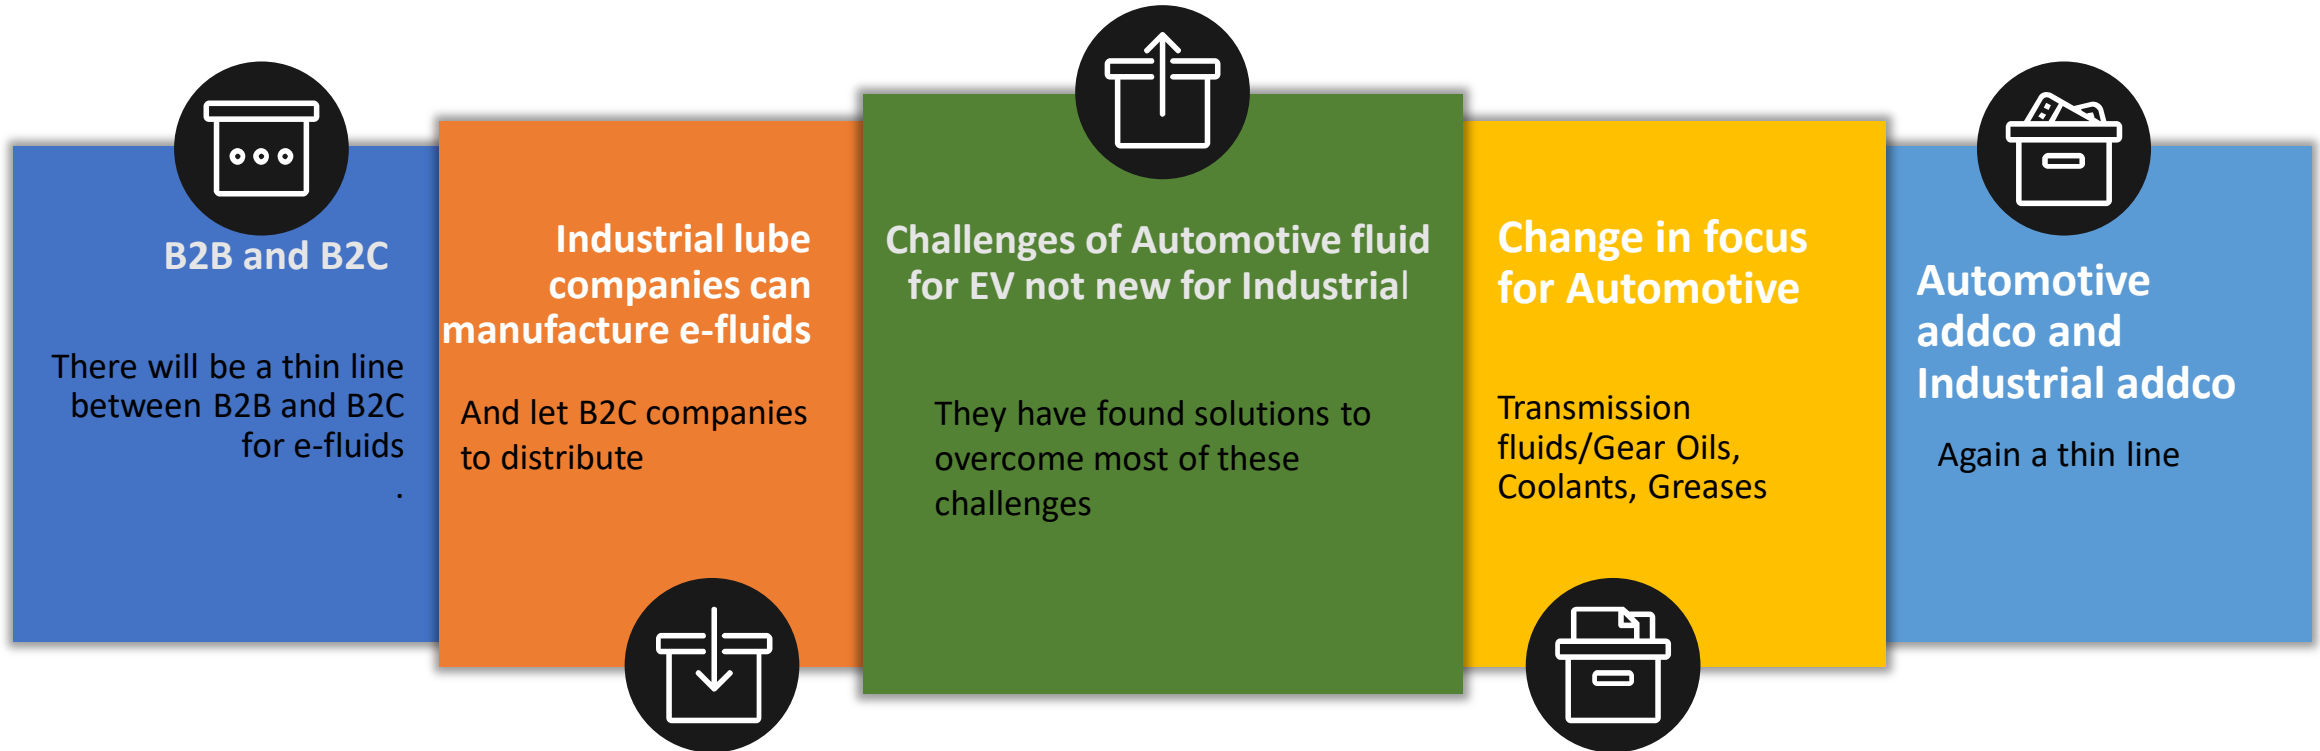 B2B and B2C
There will be a thin line
between B2B and B2C
for e-fluids
.
Industrial lube
companies can
manufacture e-fluids
And let B2C companies
to distribute
Challenges of Automotive fluid
for EV not new for Industrial
They have found solutions to
overcome most of these
challenges
Change in focus
for Automotive
Transmission
fluids/Gear Oils,
Coolants, Greases
Automotive
addco and
Industrial addco
Again a thin line